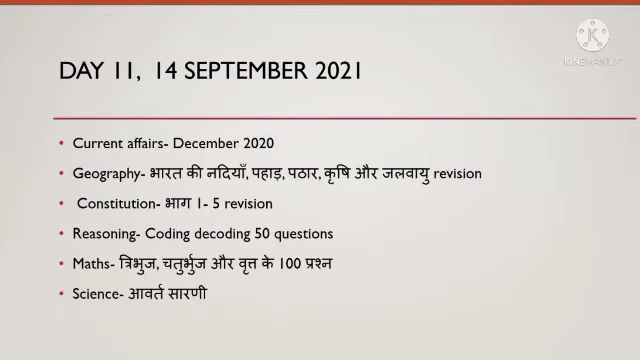 DAY 11, 14 SEPTEMBER 2021
K
KINEMASTER
• Current affairs- December 2020
• Geography- भारत की नदियाँ, पहाड़, पठार, कृषि और जलवायु revision
• Constitution- भाग 1- 5 revision
• Reasoning- Coding decoding 50 questions
• Maths- त्रिभुज, चतुर्भुज और वृत्त के 100 प्रश्न
• Science- आवर्त सारणी